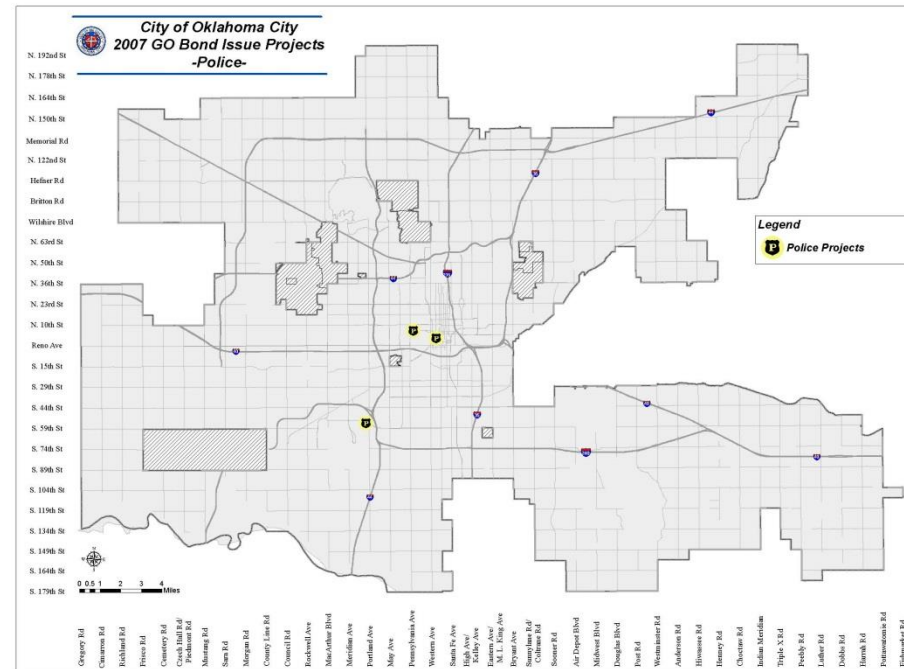 City of Oklahoma City
2007 GO Bond Issue Projects
-Police-
N. 192nd St
N. 178th St
N. 164th St
N. 150th St
Memorial Rd
N. 122nd St
Hefner Rd
Britton Rd
Wilshire Blvd
N. 63rd St
N. 50th St
N. 36th St
N. 23rd St
N. 10th St
Reno Ave
S. 15th St
S. 29th St
S. 44th St
S. 59th St
S. 74th St
S. 89th St
S. 104th St
S. 119th St
S. 134th St
S. 149th St
S. 164th St
S. 179th St
Legend
P Police Projects
P
P
P
0 0.5 1 2 3 4
Miles
Gregory Rd
Cimarron Rd
Richland Rd
Frisco Rd
Cemetery Rd
Czech Hall Rd/
Piedmont Rd
Mustang Rd
Sara Rd
Morgan Rd
County Line Rd
Council Rd
Rockwell Ave
MacArthur Blvd
Meridian Ave
Portland Ave
May Ave
Pennsylvania Ave
Western Ave
Santa Fe Ave
High Ave/
Kelley Ave
Eastern Ave/
M. L. King Ave
Bryant Ave
Sunnylane Rd/
Coltrane Rd
Sooner Rd
Air Depot Blvd
Midwest Blvd
Douglas Blvd
Post Rd
Westminster Rd
Anderson Rd
Hiwassee Rd
Henney Rd
Choctaw Rd
Indian Meridian
Triple X Rd
Peebly Rd
Luther Rd
Dobbs Rd
Harrah Rd
Pottawatomie Rd